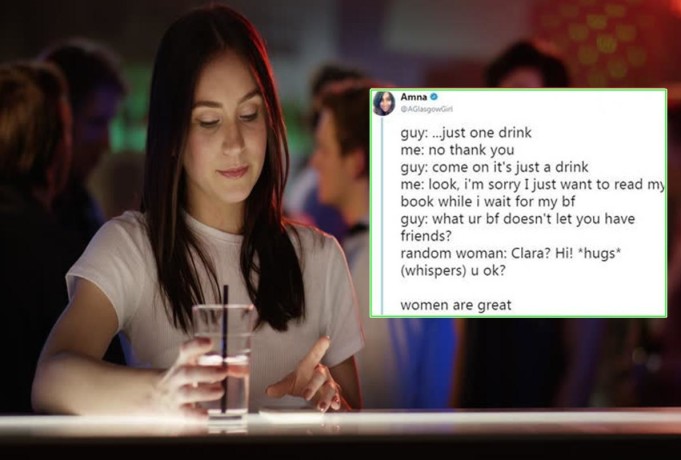 Amna
@AGlasgowGirl
guy: ...just one drink
me: no thank you
guy: come on it's just a drink
me: look, i'm sorry I just want to read my
book while i wait for my bf
guy: what ur bf doesn't let you have
friends?
random woman: Clara? Hi! *hugs*
(whispers) u ok?
women are great